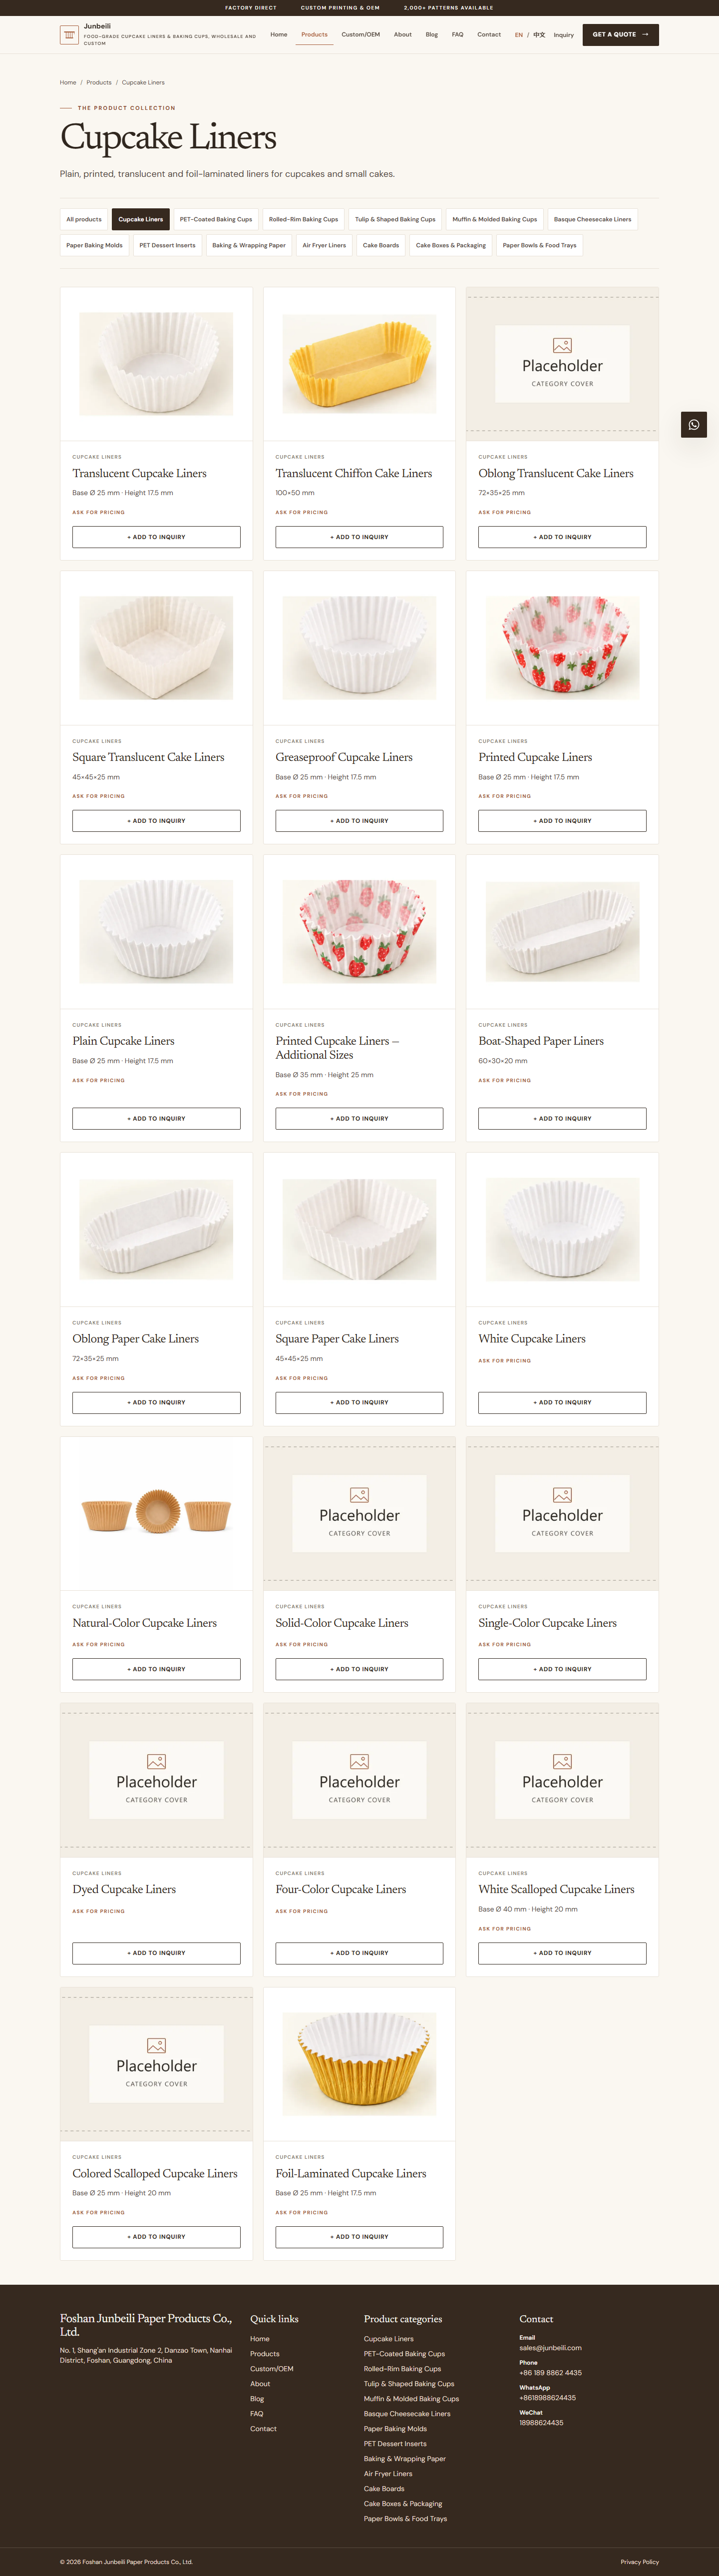 FACTORY DIRECT CUSTOM PRINTING & OEM 2,000+ PATTERNS AVAILABLE
Junbeili
FOOD-GRADE CUPCAKE LINERS & BAKING CUPS, WHOLESALE AND
CUSTOM
Home Products Custom/OEM About Blog FAQ Contact EN / 中文 Inquiry GET A QUOTE →
Home / Products / Cupcake Liners
THE PRODUCT COLLECTION
Cupcake Liners
Plain, printed, translucent and foil-laminated liners for cupcakes and small cakes.
All products Cupcake Liners PET-Coated Baking Cups Rolled-Rim Baking Cups Tulip & Shaped Baking Cups Muffin & Molded Baking Cups Basque Cheesecake Liners
Paper Baking Molds PET Dessert Inserts Baking & Wrapping Paper Air Fryer Liners Cake Boards Cake Boxes & Packaging Paper Bowls & Food Trays
Placeholder
CATEGORY COVER
CUPCAKE LINERS
Translucent Cupcake Liners
Base Ø 25 mm · Height 17.5 mm
ASK FOR PRICING
+ ADD TO INQUIRY
CUPCAKE LINERS
Translucent Chiffon Cake Liners
100×50 mm
ASK FOR PRICING
+ ADD TO INQUIRY
CUPCAKE LINERS
Oblong Translucent Cake Liners
72×35×25 mm
ASK FOR PRICING
+ ADD TO INQUIRY
CUPCAKE LINERS
Square Translucent Cake Liners
45×45×25 mm
ASK FOR PRICING
+ ADD TO INQUIRY
CUPCAKE LINERS
Greaseproof Cupcake Liners
Base Ø 25 mm · Height 17.5 mm
ASK FOR PRICING
+ ADD TO INQUIRY
CUPCAKE LINERS
Printed Cupcake Liners
Base Ø 25 mm · Height 17.5 mm
ASK FOR PRICING
+ ADD TO INQUIRY
CUPCAKE LINERS
Plain Cupcake Liners
Base Ø 25 mm · Height 17.5 mm
ASK FOR PRICING
+ ADD TO INQUIRY
CUPCAKE LINERS
Printed Cupcake Liners –
Additional Sizes
Base Ø 35 mm · Height 25 mm
ASK FOR PRICING
+ ADD TO INQUIRY
CUPCAKE LINERS
Boat-Shaped Paper Liners
60×30×20 mm
ASK FOR PRICING
+ ADD TO INQUIRY
CUPCAKE LINERS
Oblong Paper Cake Liners
72×35×25 mm
ASK FOR PRICING
+ ADD TO INQUIRY
CUPCAKE LINERS
Square Paper Cake Liners
45×45×25 mm
ASK FOR PRICING
+ ADD TO INQUIRY
CUPCAKE LINERS
White Cupcake Liners
ASK FOR PRICING
+ ADD TO INQUIRY
CUPCAKE LINERS
Natural-Color Cupcake Liners
ASK FOR PRICING
+ ADD TO INQUIRY
Placeholder
CATEGORY COVER
CUPCAKE LINERS
Solid-Color Cupcake Liners
ASK FOR PRICING
+ ADD TO INQUIRY
Placeholder
CATEGORY COVER
CUPCAKE LINERS
Single-Color Cupcake Liners
ASK FOR PRICING
+ ADD TO INQUIRY
Placeholder
CATEGORY COVER
CUPCAKE LINERS
Dyed Cupcake Liners
ASK FOR PRICING
+ ADD TO INQUIRY
Placeholder
CATEGORY COVER
CUPCAKE LINERS
Four-Color Cupcake Liners
ASK FOR PRICING
+ ADD TO INQUIRY
Placeholder
CATEGORY COVER
CUPCAKE LINERS
White Scalloped Cupcake Liners
Base Ø 40 mm · Height 20 mm
ASK FOR PRICING
+ ADD TO INQUIRY
Placeholder
CATEGORY COVER
CUPCAKE LINERS
Colored Scalloped Cupcake Liners
Base Ø 25 mm · Height 20 mm
ASK FOR PRICING
+ ADD TO INQUIRY
CUPCAKE LINERS
Foil-Laminated Cupcake Liners
Base Ø 25 mm · Height 17.5 mm
ASK FOR PRICING
+ ADD TO INQUIRY
Foshan Junbeili Paper Products Co.,
Ltd.
No. 1, Shang'an Industrial Zone 2, Danzao Town, Nanhai
District, Foshan, Guangdong, China
Quick links
Home
Products
Custom/OEM
About
Blog
FAQ
Contact
Product categories
Cupcake Liners
PET-Coated Baking Cups
Rolled-Rim Baking Cups
Tulip & Shaped Baking Cups
Muffin & Molded Baking Cups
Basque Cheesecake Liners
Paper Baking Molds
PET Dessert Inserts
Baking & Wrapping Paper
Air Fryer Liners
Cake Boards
Cake Boxes & Packaging
Paper Bowls & Food Trays
Contact
Email
sales@junbeili.com
Phone
+86 189 8862 4435
WhatsApp
+8618988624435
WeChat
18988624435
© 2026 Foshan Junbeili Paper Products Co., Ltd.
Privacy Policy